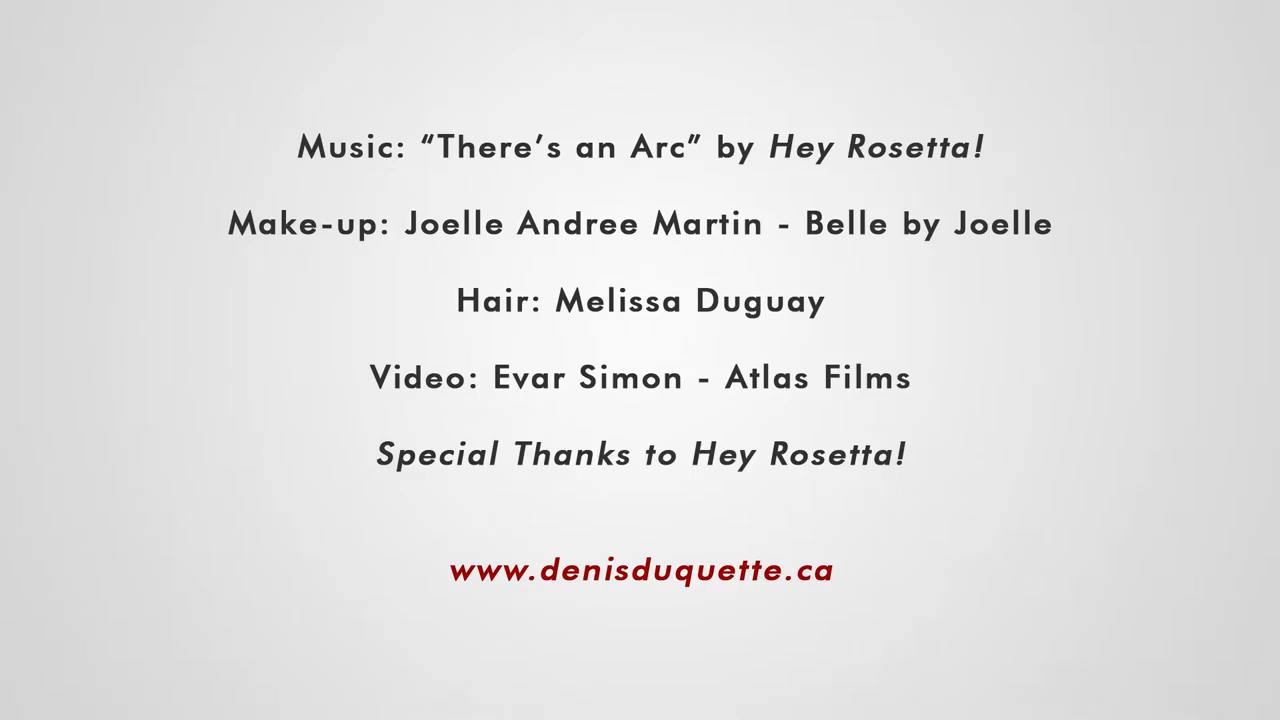 Music: “There’s an Arc” by Hey Rosetta!
Make-up: Joelle Andree Martin - Belle by Joelle
Hair: Melissa Duguay
Video: Evar Simon - Atlas Films
Special Thanks to Hey Rosetta!
www.denisduquette.ca